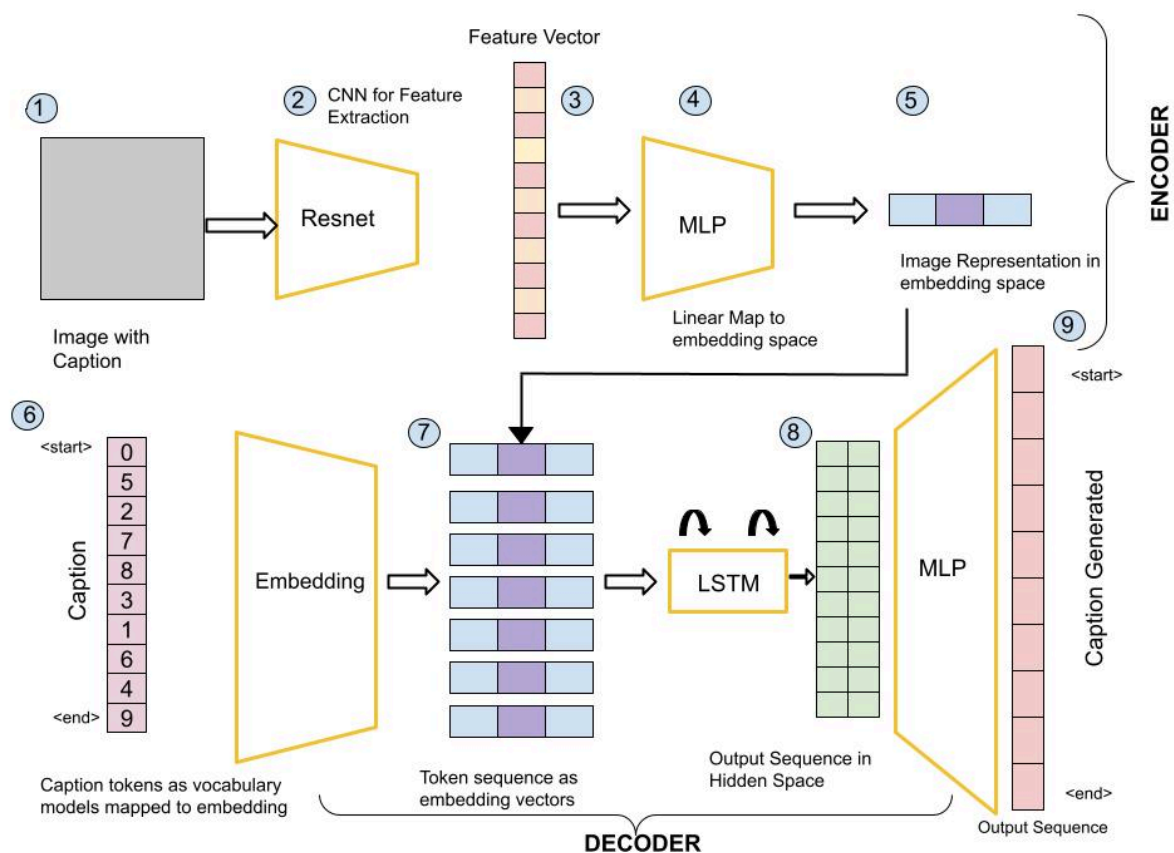 Feature Vector
1
2
CNN for Feature
Extraction
3
4
5
Resnet
MLP
ENCODER
Image with
Caption
Linear Map to
embedding space
Image Representation in
embedding space
6
<start>
0
5
2
7
8
3
1
6
4
9
<end>
Caption
Embedding
Caption tokens as vocabulary
models mapped to embedding
7
Token sequence as
embedding vectors
LSTM
8
Output Sequence in
Hidden Space
MLP
9
<start>
Caption Generated
<end>
Output Sequence
DECODER